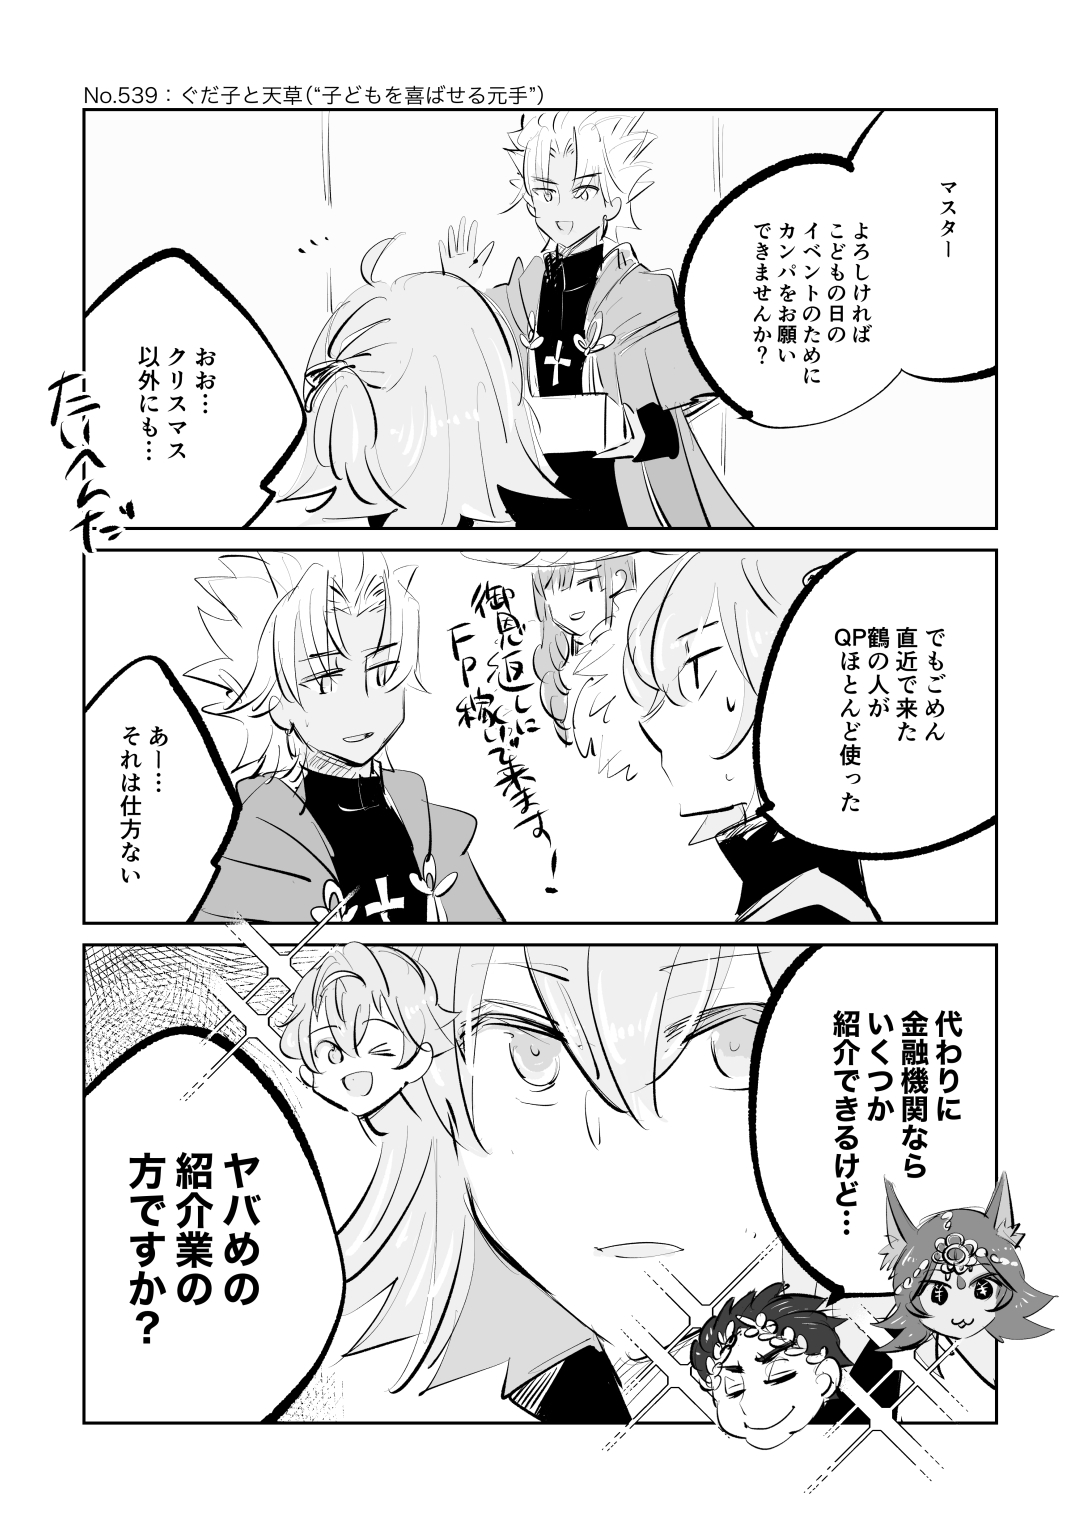 No.539：ぐだ子と天草(“子どもを喜ばせる元手”)
マスター
よろしければ
こどもの日の
イベントのために
カンパをお願い
できませんか？
おお…
クリスマス
以外にも…
たいへんだ
でもごめん
直近で来た
鶴の人が
QPほとんど使った
御恩返しに
FP稼いで来ます！
あー…
それは仕方ない
代わりに
金融機関なら
いくつか
紹介できるけど…
ヤバめの
紹介業の
方ですか？